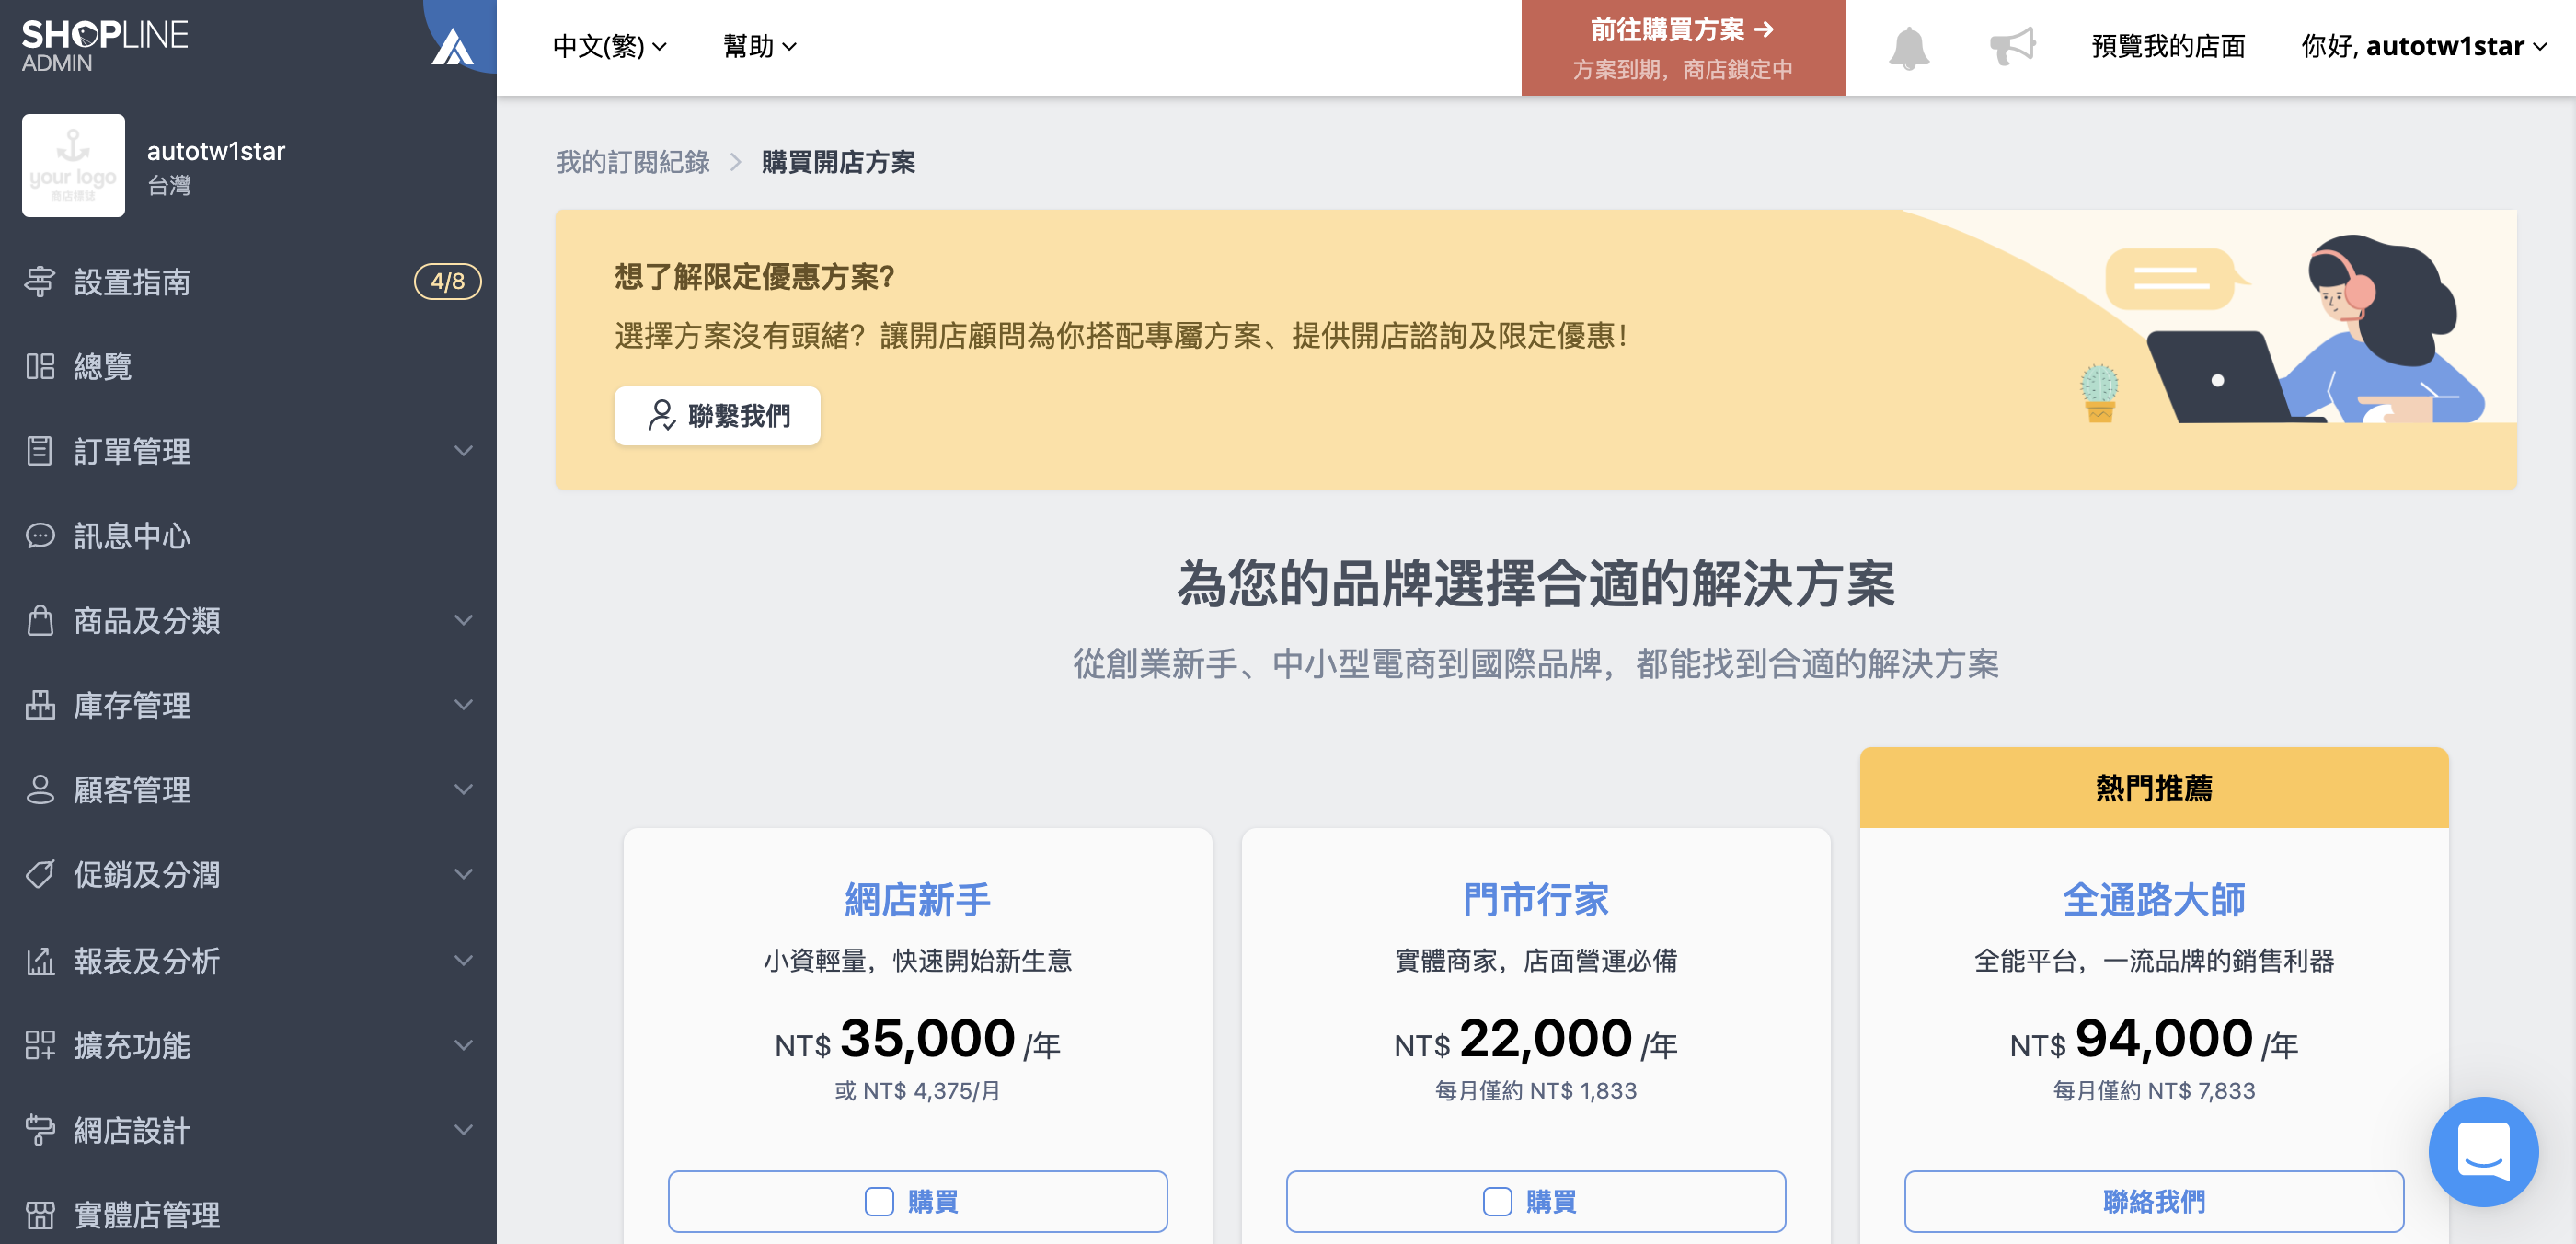 SHOPLINE
ADMIN
中文(繁)
幫助
前往購買方案 →
方案到期，商店鎖定中
預覽我的店面
你好, autotw1star
your logo
商店標誌
autotw1star
台灣
設置指南
4/8
總覽
訂單管理
訊息中心
商品及分類
庫存管理
顧客管理
促銷及分潤
報表及分析
擴充功能
網店設計
實體店管理
我的訂閱紀錄 > 購買開店方案
想了解限定優惠方案?
選擇方案沒有頭緒？讓開店顧問為你搭配專屬方案、提供開店諮詢及限定優惠！
聯繫我們
為您的品牌選擇合適的解決方案
從創業新手、中小型電商到國際品牌，都能找到合適的解決方案
網店新手
小資輕量，快速開始新生意
NT$ 35,000 /年
或 NT$ 4,375/月
購買
門市行家
實體商家，店面營運必備
NT$ 22,000 /年
每月僅約 NT$ 1,833
購買
熱門推薦
全通路大師
全能平台，一流品牌的銷售利器
NT$ 94,000 /年
每月僅約 NT$ 7,833
聯絡我們